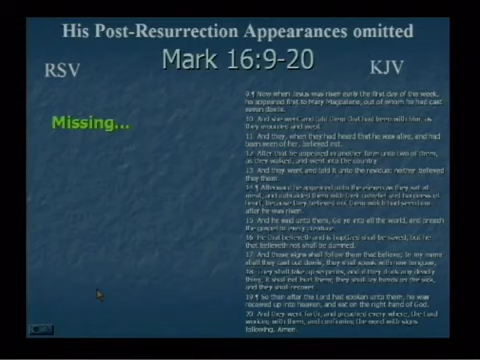 His Post-Resurrection Appearances omitted
Mark 16:9-20
RSV
KJV
Missing...
9 ¶ Now when Jesus was risen early the first day of the week,
he appeared first to Mary Magdalene, out of whom he had cast
seven devils.
10 And she went and told them that had been with him, as
they mourned and wept.
11 And they, when they had heard that he was alive, and had
been seen of her, believed not.
12 After that he appeared in another form unto two of them,
as they walked, and went into the country.
13 And they went and told it unto the residue: neither believed
they them.
14 ¶ Afterward he appeared unto the eleven as they sat at
meat, and upbraided them with their unbelief and hardness of
heart, because they believed not them which had seen him
after he was risen.
15 And he said unto them, Go ye into all the world, and preach
the gospel to every creature.
16 He that believeth and is baptized shall be saved; but he
that believeth not shall be damned.
17 And these signs shall follow them that believe; In my name
shall they cast out devils; they shall speak with new tongues;
18 They shall take up serpents; and if they drink any deadly
thing, it shall not hurt them; they shall lay hands on the sick,
and they shall recover.
19 ¶ So then after the Lord had spoken unto them, he was
received up into heaven, and sat on the right hand of God.
20 And they went forth, and preached every where, the Lord
working with them, and confirming the word with signs
following. Amen.